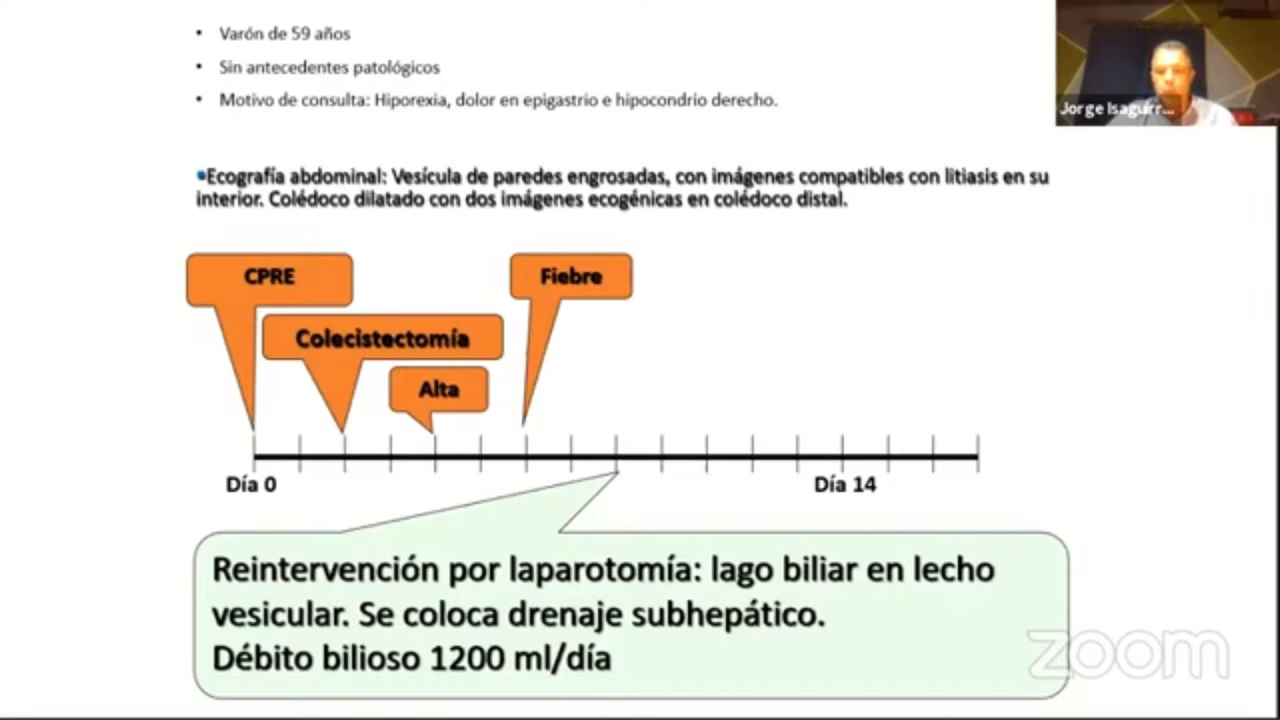 • Varón de 59 años
• Sin antecedentes patológicos
• Motivo de consulta: Hiporexia, dolor en epigastrio e hipocondrio derecho.
Jorge Isaguirr...
•Ecografía abdominal: Vesícula de paredes engrosadas, con imágenes compatibles con litiasis en su
interior. Colédoco dilatado con dos imágenes ecogénicas en colédoco distal.
CPRE
Fiebre
Colecistectomía
Alta
Día 0
Día 14
Reintervención por laparotomía: lago biliar en lecho
vesicular. Se coloca drenaje subhepático.
Débito bilioso 1200 ml/día
zoom